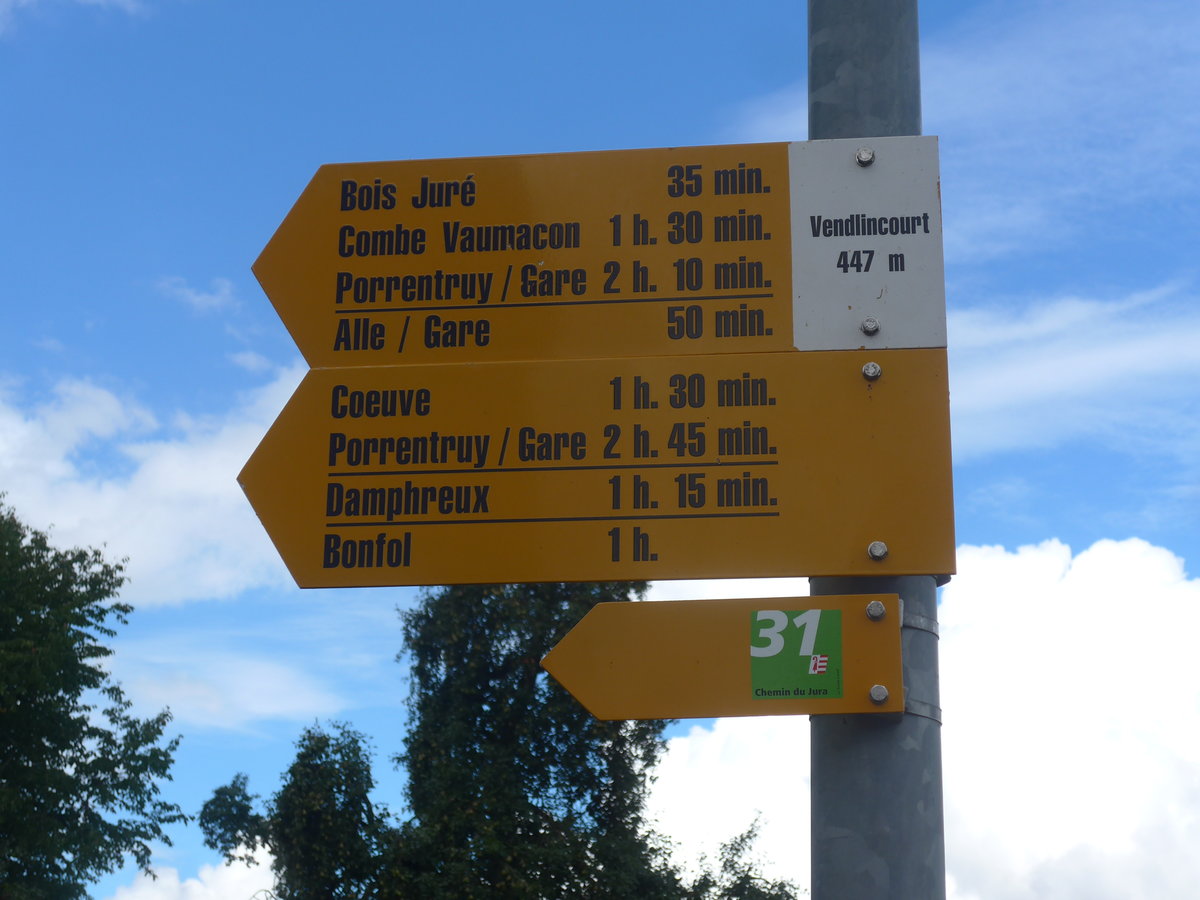 Bois Juré 35 min.
Combe Vaumacon 1 h. 30 min.
Porrentruy / Gare 2 h. 10 min.
Alle / Gare 50 min.
Vendlincourt
447 m
Coeuve 1 h. 30 min.
Porrentruy / Gare 2 h. 45 min.
Damphreux 1 h. 15 min.
Bonfol 1 h.
31
Chemin du Jura